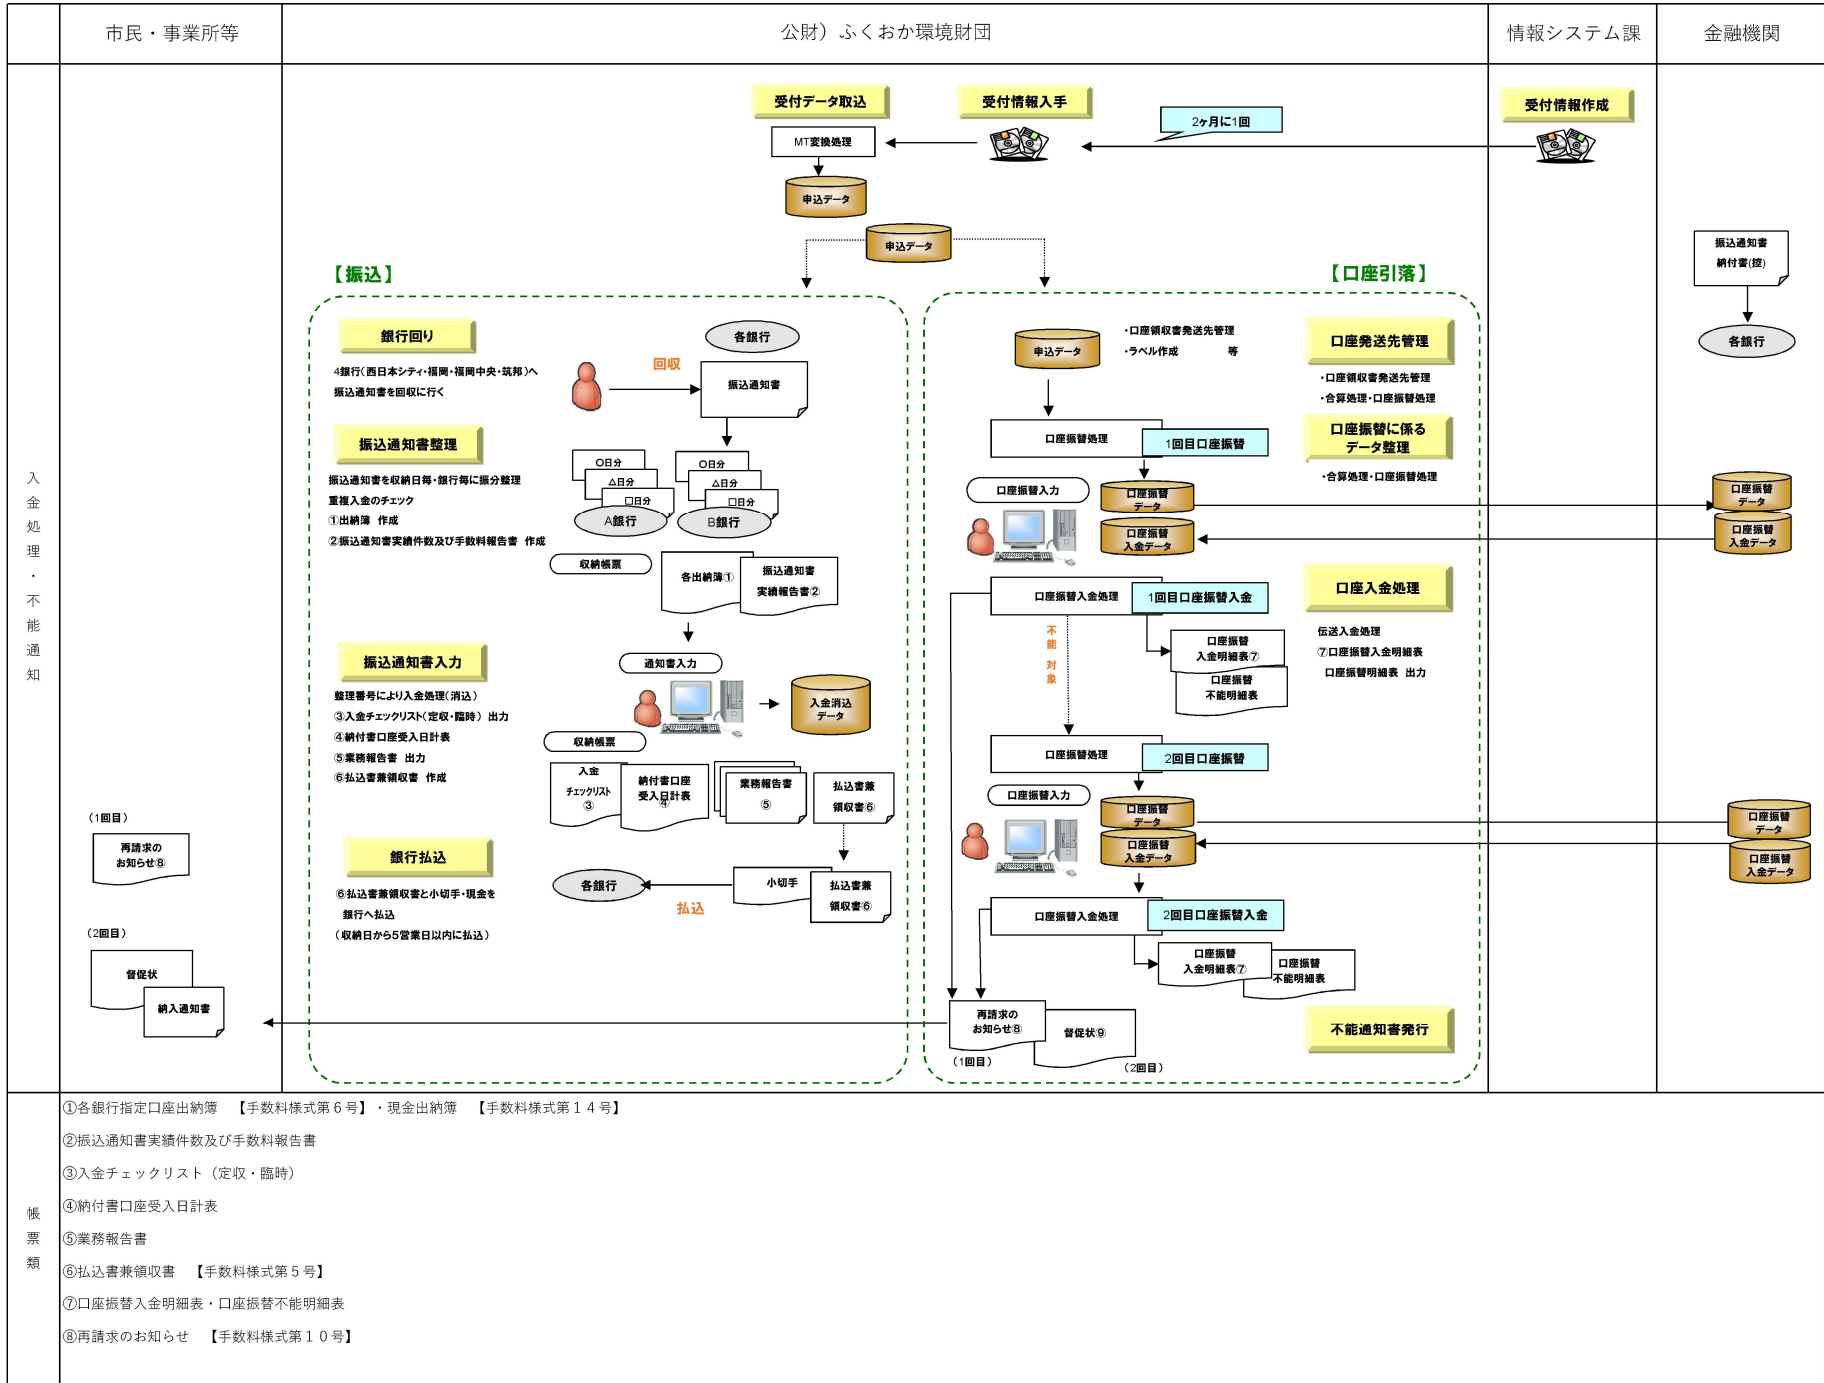 市民・事業所等
公財）ふくおか環境財団
情報システム課
金融機関
入金処理・不能通知
受付データ取込
受付情報入手
2ヶ月に1回
受付情報作成
MT変換処理
申込データ
申込データ
振込通知書
納付書(控)
各銀行
【振込】
銀行回り
4銀行(西日本シティ・福岡・福岡中央・筑邦)へ
振込通知書を回収に行く
各銀行
回収
振込通知書
振込通知書整理
振込通知書を収納日毎・銀行毎に振分整理
重複入金のチェック
①出納簿 作成
②振込通知書実績件数及び手数料報告書 作成
〇日分
△日分
□日分
A銀行
〇日分
△日分
□日分
B銀行
収納帳票
各出納簿①
振込通知書
実績報告書②
振込通知書入力
整理番号により入金処理(消込)
③入金チェックリスト(定収・臨時) 出力
④納付書口座受入日計表
⑤業務報告書 出力
⑥払込書兼領収書 作成
通知書入力
入金消込
データ
収納帳票
入金
チェックリスト
③
納付書口座
受入日計表
④
業務報告書
⑤
払込書兼
領収書⑥
銀行払込
⑥払込書兼領収書と小切手・現金を
銀行へ払込
(収納日から5営業日以内に払込)
各銀行
払込
小切手
払込書兼
領収書⑥
【口座引落】
申込データ
・口座領収書発送先管理
・ラベル作成 等
口座発送先管理
・口座領収書発送先管理
・合算処理・口座振替処理
口座振替処理
1回目口座振替
口座振替に係る
データ整理
・合算処理・口座振替処理
口座振替入力
口座振替
データ
口座振替
入金データ
口座振替
データ
口座振替
入金データ
口座振替入金処理
1回目口座振替入金
口座入金処理
伝送入金処理
⑦口座振替入金明細表
口座振替明細表 出力
不能対象
口座振替
入金明細表⑦
口座振替
不能明細表
口座振替処理
2回目口座振替
口座振替入力
口座振替
データ
口座振替
入金データ
口座振替
データ
口座振替
入金データ
口座振替入金処理
2回目口座振替入金
口座振替
入金明細表⑦
口座振替
不能明細表
再請求の
お知らせ⑧
督促状⑨
(1回目)
(2回目)
不能通知書発行
(1回目)
再請求の
お知らせ⑧
(2回目)
督促状
納入通知書
帳票類
①各銀行指定口座出納簿　【手数料様式第６号】・現金出納簿　【手数料様式第１４号】
②振込通知書実績件数及び手数料報告書
③入金チェックリスト（定収・臨時）
④納付書口座受入日計表
⑤業務報告書
⑥払込書兼領収書　【手数料様式第５号】
⑦口座振替入金明細表・口座振替不能明細表
⑧再請求のお知らせ　【手数料様式第１０号】